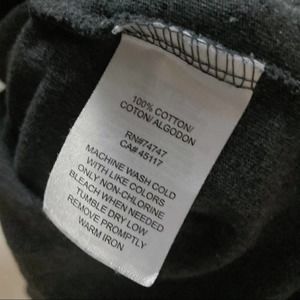 100% COTTON/
COTON/ ALGODON
RN#74747
CA# 45117
MACHINE WASH COLD
WITH LIKE COLORS
ONLY NON-CHLORINE
BLEACH WHEN NEEDED
TUMBLE DRY LOW
REMOVE PROMPTLY
WARM IRON